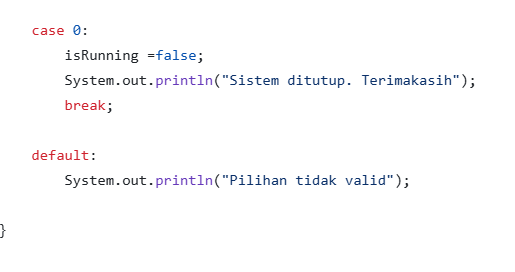 case 0:
isRunning =false;
System.out.println("Sistem ditutup. Terimakasih");
break;
default:
System.out.println("Pilihan tidak valid");
}